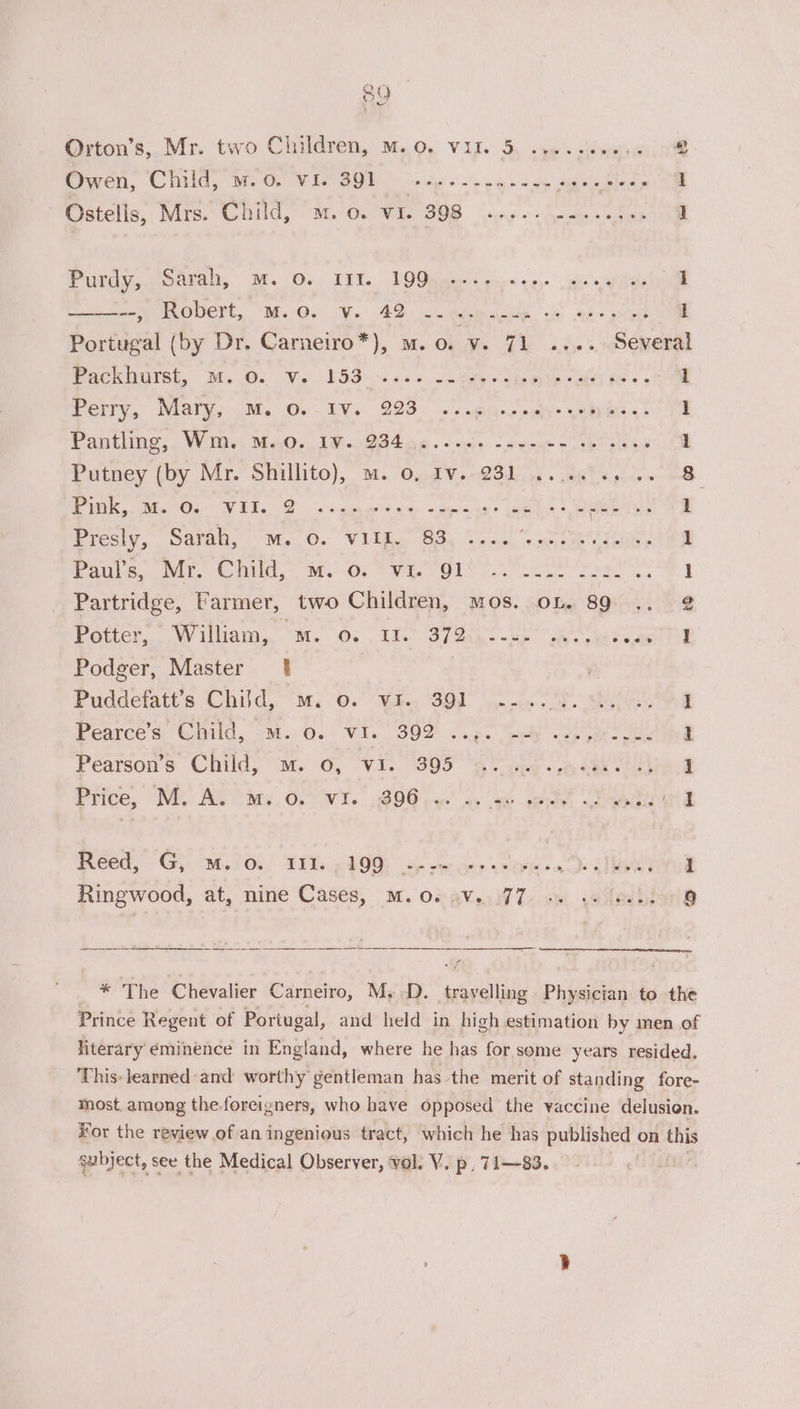 89
Orton's, Mr. two Children, M. O. VII. 5 .... 2
Owen, Child, M. O. VI. 391 .... 1
Ostells, Mrs. Child, M. O. VI. 398 .... 1
Purdy, Sarah, M. O. III. 199 .... 1
——--, Robert, M. O. V. 42 .... 1
Portugal (by Dr. Carneiro*), M. O. V. 71 .... Several
Packhurst, M. O. V. 153 .... 1
Perry, Mary, M. O. IV. 223 .... 1
Pantling, Wm. M. O. IV. 234 .... 1
Putney (by Mr. Shillito), M. O, IV. 231 .... 8
Pink, M. O. VII. 2 .... 1
Presly, Sarah, M. O. VIII. 83 .... 1
Paul's, Mr. Child, M. O. VI. 91 .... 1
Partridge, Farmer, two Children, MOS. OL. 89 .. 2
Potter, William, M. O. II. 372 .... 1
Podger, Master 1
Puddefatt's Child, M. O. VI. 391 .... 1
Pearce's Child, M. O. VI. 392 .... 1
Pearson's Child, M. O, VI. 395 .... 1
Price, M. A. M. O. VI. 396 .... 1
Reed, G, M. O. III. 199 .... 1
Ringwood, at, nine Cases, M. O. V. 77 .... 9
* The Chevalier Carneiro, M. D. travelling Physician to the
Prince Regent of Portugal, and held in high estimation by men of
literary eminence in England, where he has for some years resided.
This learned and worthy gentleman has the merit of standing fore-
most among the foreigners, who have opposed the vaccine delusion.
For the review of an ingenious tract, which he has published on this
subject, see the Medical Observer, vol. V. p. 71—83.